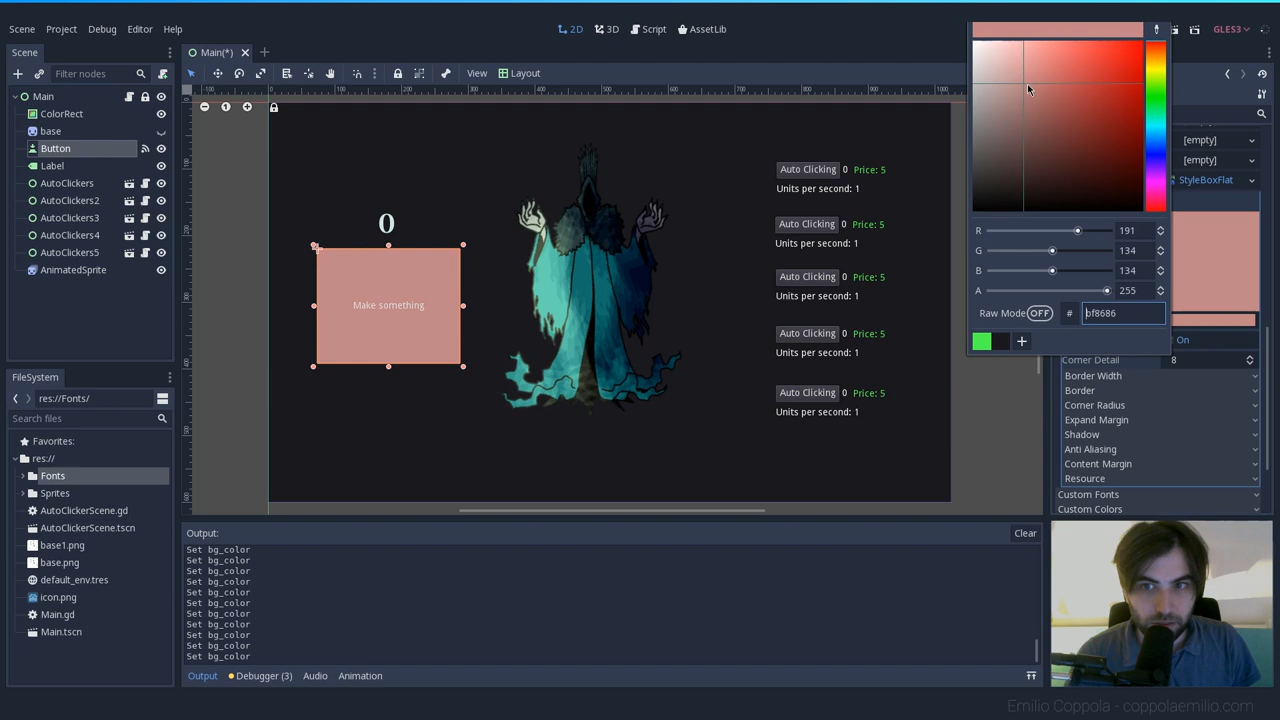 Scene Project Debug Editor Help
2D 3D Script AssetLib
GLES3
Scene
Filter nodes
Main
ColorRect
base
Button
Label
AutoClickers
AutoClickers2
AutoClickers3
AutoClickers4
AutoClickers5
AnimatedSprite
Main(*)
View Layout
0
Make something
Auto Clicking 0 Price: 5
Units per second: 1
Auto Clicking 0 Price: 5
Units per second: 1
Auto Clicking 0 Price: 5
Units per second: 1
Auto Clicking 0 Price: 5
Units per second: 1
Auto Clicking 0 Price: 5
Units per second: 1
R 191
G 134
B 134
A 255
Raw Mode OFF # bf8686
[empty]
[empty]
StyleBoxFlat
On
Corner Detail 8
Border Width
Border
Corner Radius
Expand Margin
Shadow
Anti Aliasing
Content Margin
Resource
Custom Fonts
Custom Colors
FileSystem
res://Fonts/
Search files
Favorites:
res://
Fonts
Sprites
AutoClickerScene.gd
AutoClickerScene.tscn
base1.png
base.png
default_env.tres
icon.png
Main.gd
Main.tscn
Output:
Clear
Set bg_color
Set bg_color
Set bg_color
Set bg_color
Set bg_color
Set bg_color
Set bg_color
Set bg_color
Set bg_color
Set bg_color
Set bg_color
Output Debugger (3) Audio Animation
Emilio Coppola - coppolaemilio.com